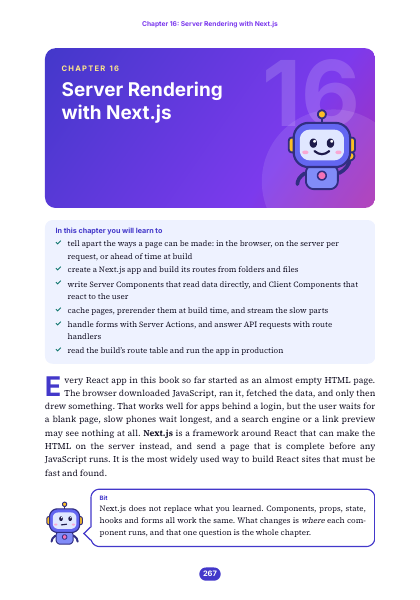 Chapter 16: Server Rendering with Next.js
CHAPTER 16
16
Server Rendering
with Next.js
In this chapter you will learn to
tell apart the ways a page can be made: in the browser, on the server per
request, or ahead of time at build
create a Next.js app and build its routes from folders and files
write Server Components that read data directly, and Client Components that
react to the user
cache pages, prerender them at build time, and stream the slow parts
handle forms with Server Actions, and answer API requests with route
handlers
read the build's route table and run the app in production
Every React app in this book so far started as an almost empty HTML page.
The browser downloaded JavaScript, ran it, fetched the data, and only then
drew something. That works well for apps behind a login, but the user waits for
a blank page, slow phones wait longest, and a search engine or a link preview
may see nothing at all. Next.js is a framework around React that can make the
HTML on the server instead, and send a page that is complete before any
JavaScript runs. It is the most widely used way to build React sites that must be
fast and found.
Bit
Next.js does not replace what you learned. Components, props, state,
hooks and forms all work the same. What changes is where each com-
ponent runs, and that one question is the whole chapter.
267